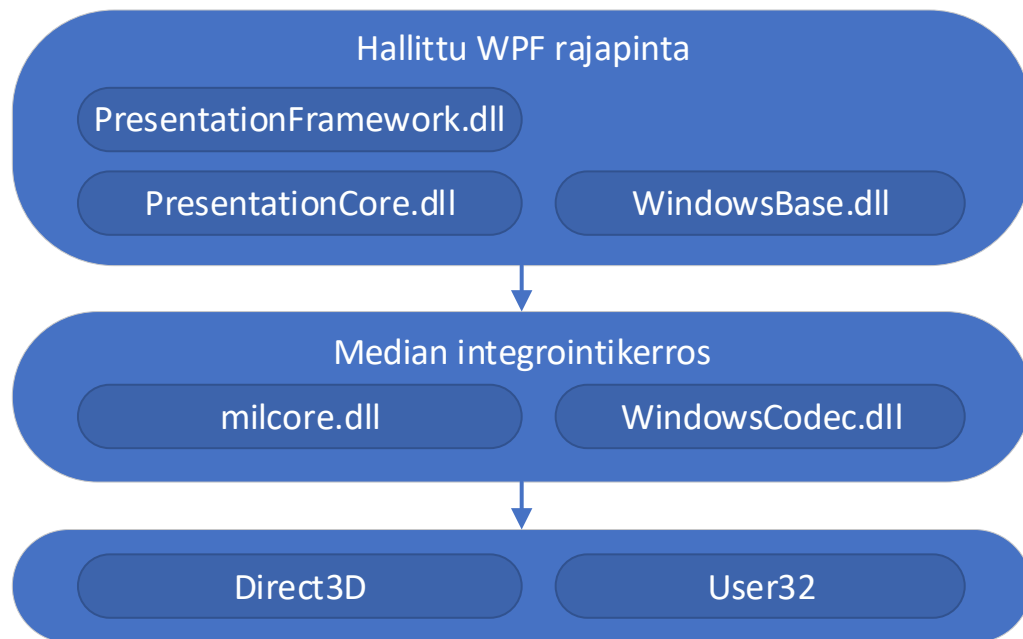 Hallittu WPF rajapinta
PresentationFramework.dll
PresentationCore.dll
WindowsBase.dll
Median integrointikerros
milcore.dll
WindowsCodec.dll
Direct3D
User32